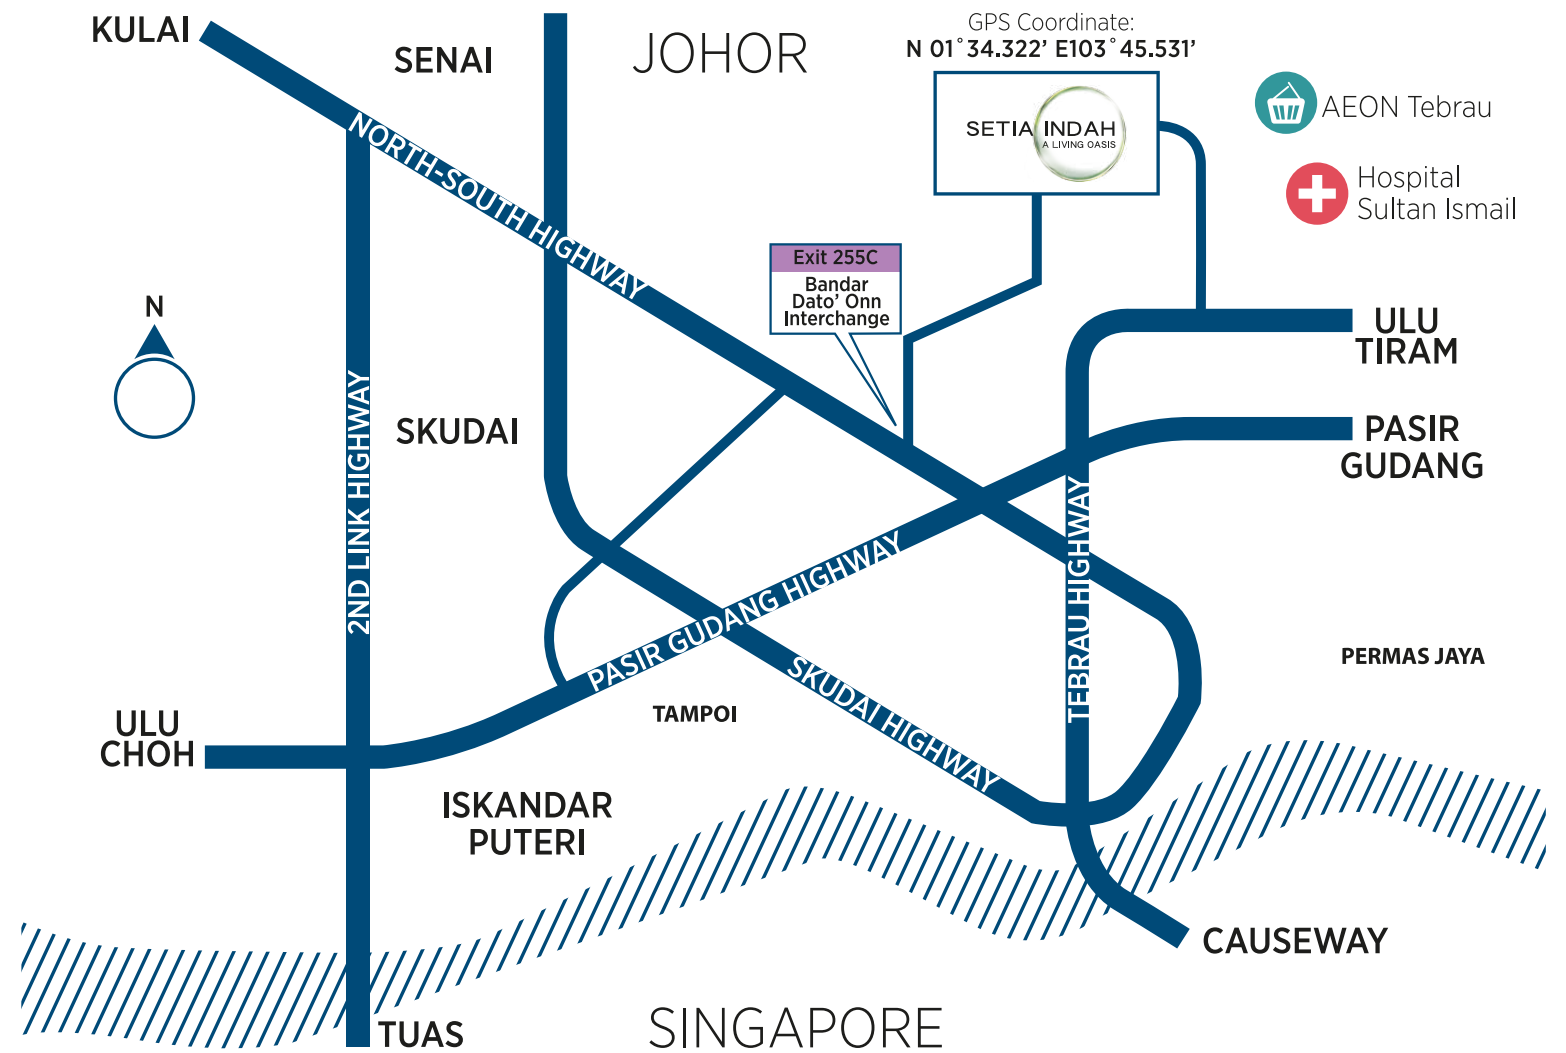 KULAI
SENAI
JOHOR
GPS Coordinate:
N 01°34.322’ E103°45.531’
SETIA INDAH
A LIVING OASIS
AEON Tebrau
Hospital
Sultan Ismail
NORTH-SOUTH HIGHWAY
Exit 255C
Bandar
Dato’ Onn
Interchange
N
ULU
TIRAM
2ND LINK HIGHWAY
SKUDAI
PASIR
GUDANG
PASIR GUDANG HIGHWAY
TEBRAU HIGHWAY
SKUDAI HIGHWAY
PERMAS JAYA
TAMPOI
ULU
CHOH
ISKANDAR
PUTERI
CAUSEWAY
TUAS
SINGAPORE